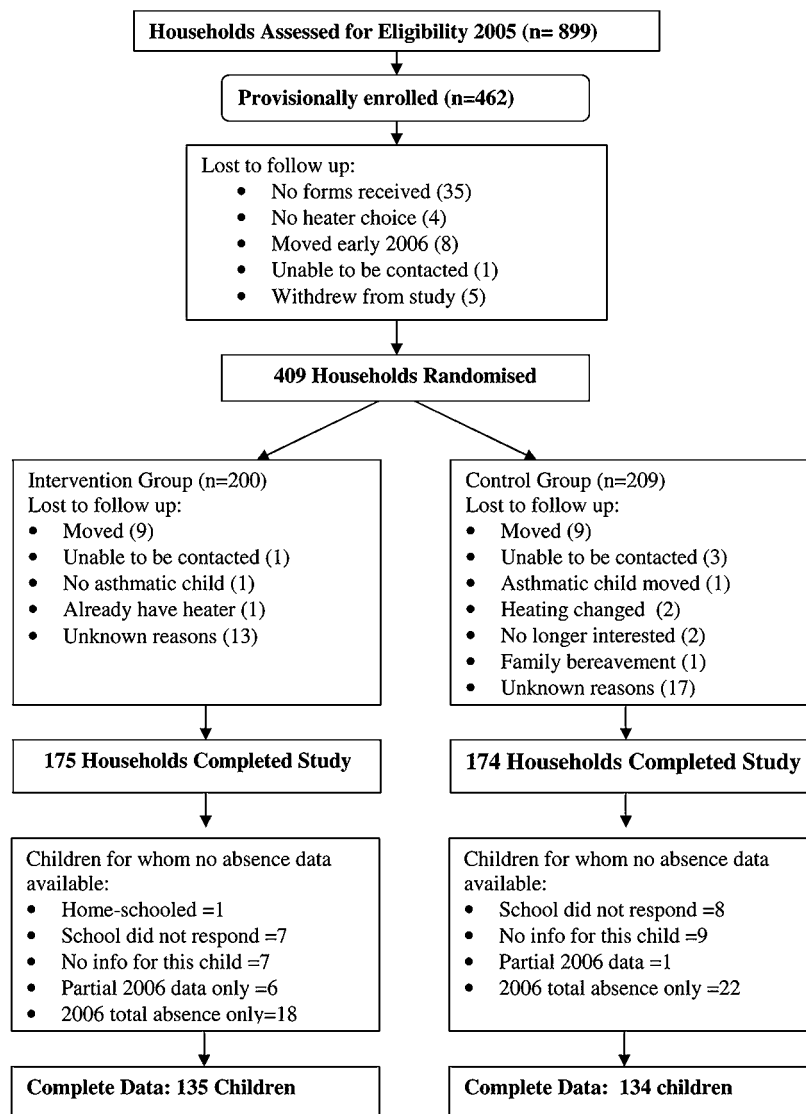 Households Assessed for Eligibility 2005 (n= 899)
Provisionally enrolled (n=462)
Lost to follow up:
• No forms received (35)
• No heater choice (4)
• Moved early 2006 (8)
• Unable to be contacted (1)
• Withdrew from study (5)
409 Households Randomised
Intervention Group (n=200)
Lost to follow up:
• Moved (9)
• Unable to be contacted (1)
• No asthmatic child (1)
• Already have heater (1)
• Unknown reasons (13)
Control Group (n=209)
Lost to follow up:
• Moved (9)
• Unable to be contacted (3)
• Asthmatic child moved (1)
• Heating changed (2)
• No longer interested (2)
• Family bereavement (1)
• Unknown reasons (17)
175 Households Completed Study
174 Households Completed Study
Children for whom no absence data
available:
• Home-schooled =1
• School did not respond =7
• No info for this child =7
• Partial 2006 data only =6
• 2006 total absence only=18
Children for whom no absence data
available:
• School did not respond =8
• No info for this child =9
• Partial 2006 data =1
• 2006 total absence only =22
Complete Data: 135 Children
Complete Data: 134 children